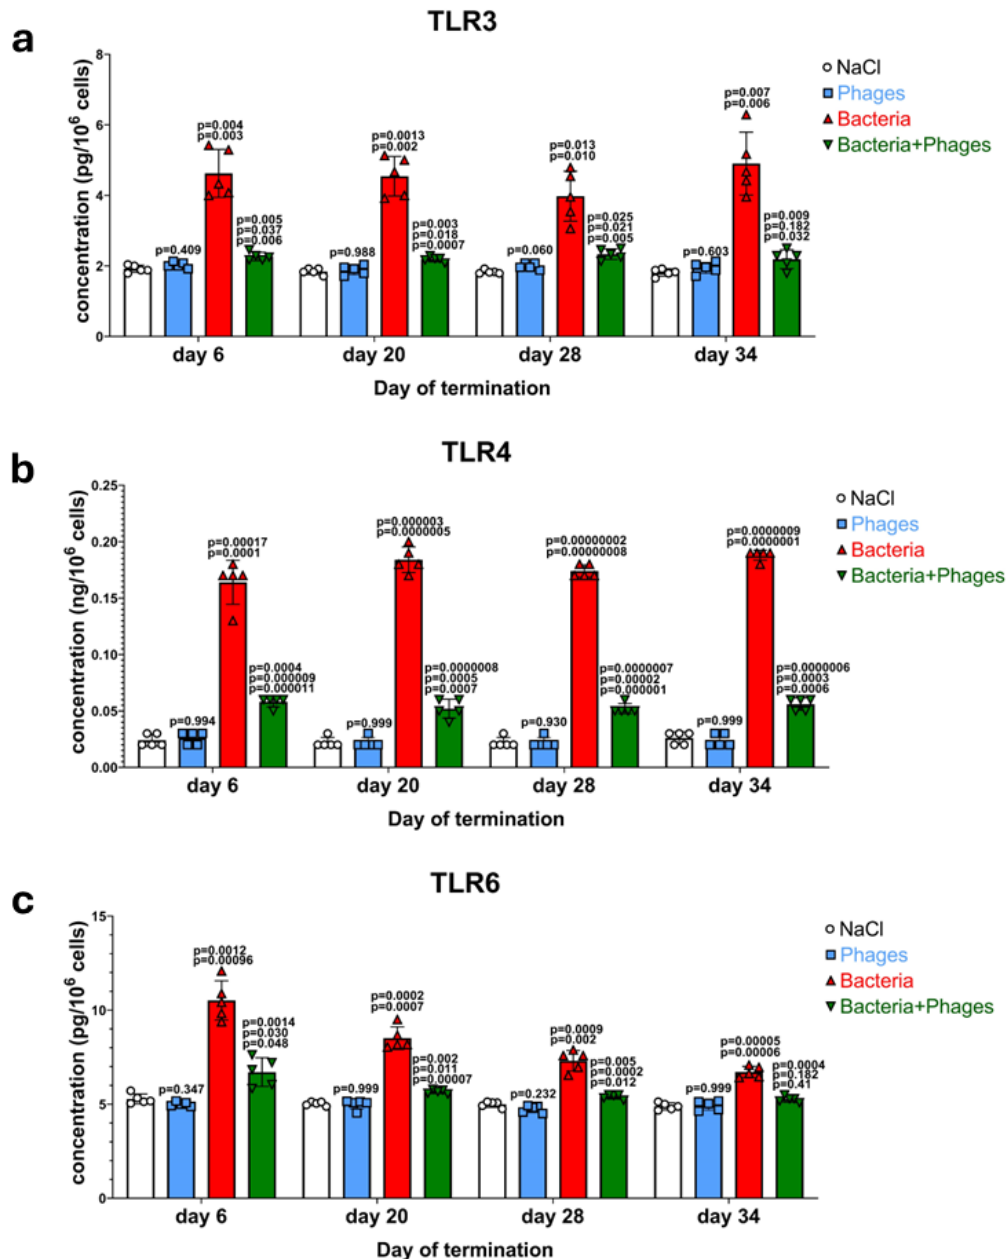 TLR3
a
concentration (pg/10⁶ cells)
8
6
4
2
0
p=0.409
p=0.004
p=0.003
p=0.005
p=0.037
p=0.006
p=0.988
p=0.0013
p=0.002
p=0.003
p=0.018
p=0.0007
p=0.060
p=0.013
p=0.010
p=0.025
p=0.021
p=0.005
p=0.603
p=0.007
p=0.006
p=0.009
p=0.182
p=0.032
NaCl
Phages
Bacteria
Bacteria+Phages
day 6 day 20 day 28 day 34
Day of termination
TLR4
b
concentration (ng/10⁶ cells)
0.25
0.20
0.15
0.10
0.05
0.00
p=0.994
p=0.00017
p=0.0001
p=0.0004
p=0.000009
p=0.000011
p=0.999
p=0.000003
p=0.0000005
p=0.0000008
p=0.0005
p=0.0007
p=0.930
p=0.00000002
p=0.00000008
p=0.0000007
p=0.00002
p=0.000001
p=0.999
p=0.0000009
p=0.0000001
p=0.0000006
p=0.0003
p=0.0006
NaCl
Phages
Bacteria
Bacteria+Phages
day 6 day 20 day 28 day 34
Day of termination
TLR6
c
concentration (pg/10⁶ cells)
15
10
5
0
p=0.347
p=0.0012
p=0.00096
p=0.0014
p=0.030
p=0.048
p=0.999
p=0.0002
p=0.0007
p=0.002
p=0.011
p=0.00007
p=0.232
p=0.0009
p=0.002
p=0.005
p=0.0002
p=0.012
p=0.999
p=0.00005
p=0.00006
p=0.0004
p=0.182
p=0.41
NaCl
Phages
Bacteria
Bacteria+Phages
day 6 day 20 day 28 day 34
Day of termination